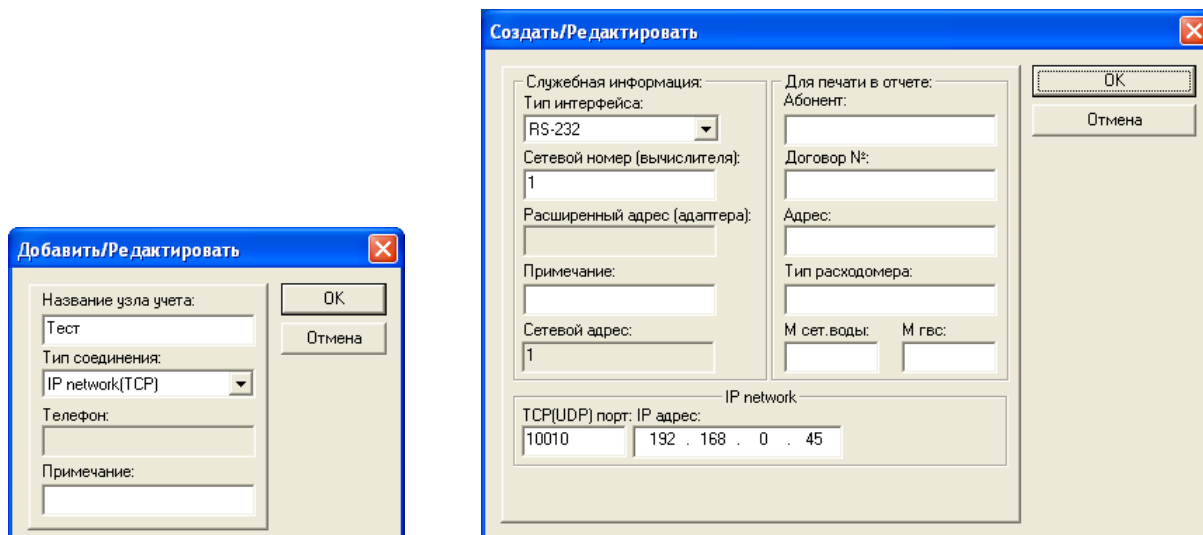 Добавить/Редактировать
Название узла учета:
OK
Тест
Отмена
Тип соединения:
IP network(TCP)
Телефон:
Примечание:
Создать/Редактировать
Служебная информация:
Тип интерфейса:
RS-232
Сетевой номер (вычислителя):
1
Расширенный адрес (адаптера):
Примечание:
Сетевой адрес:
1
Для печати в отчете:
Абонент:
Договор №:
Адрес:
Тип расходомера:
М сет.воды: М гвс:
OK
Отмена
IP network
TCP(UDP) порт: IP адрес:
10010 192 . 168 . 0 . 45